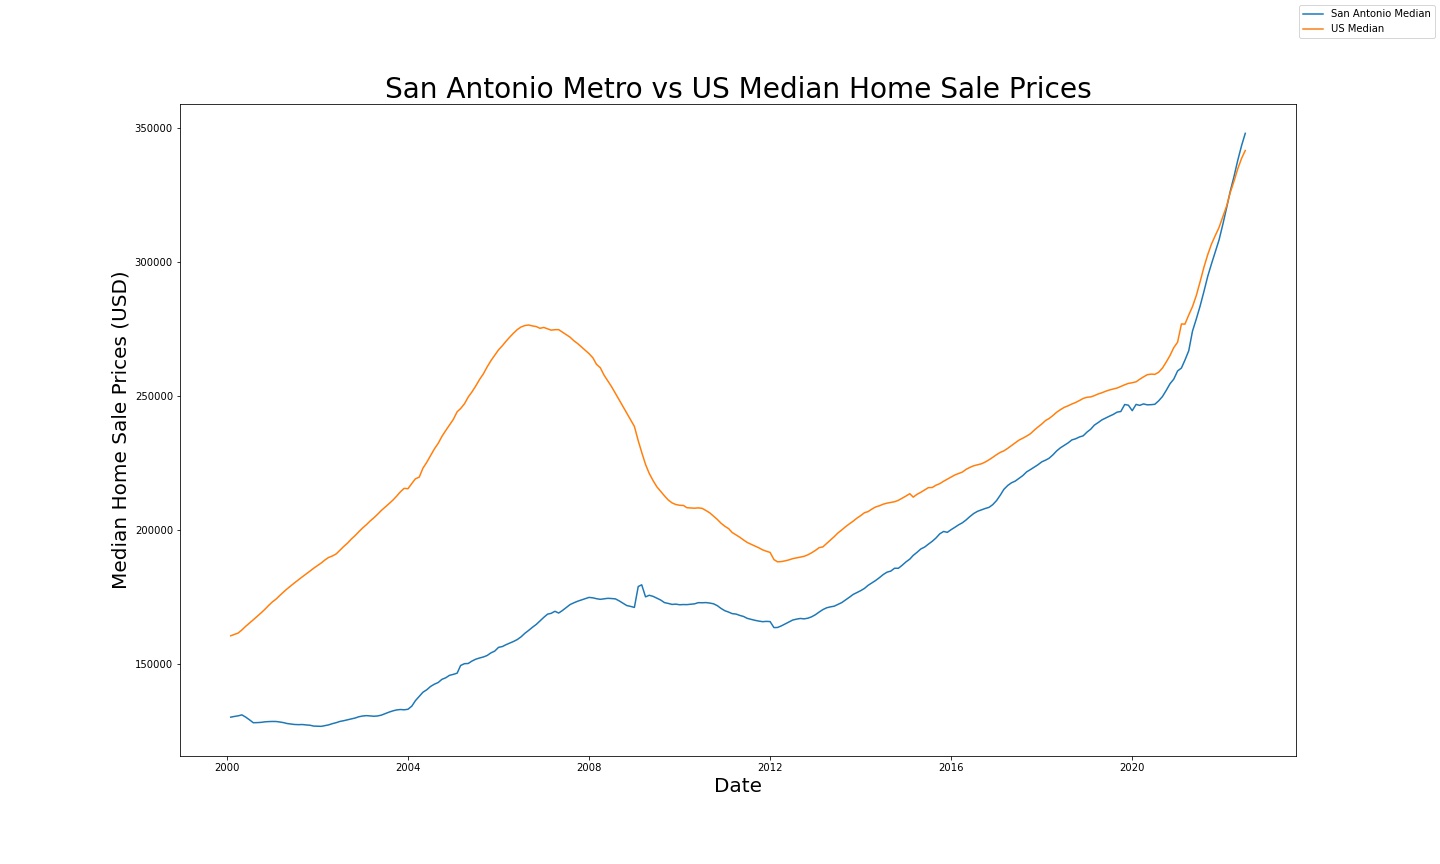 San Antonio Median
US Median
San Antonio Metro vs US Median Home Sale Prices
Median Home Sale Prices (USD)
350000
300000
250000
200000
150000
2000 2004 2008 2012 2016 2020
Date